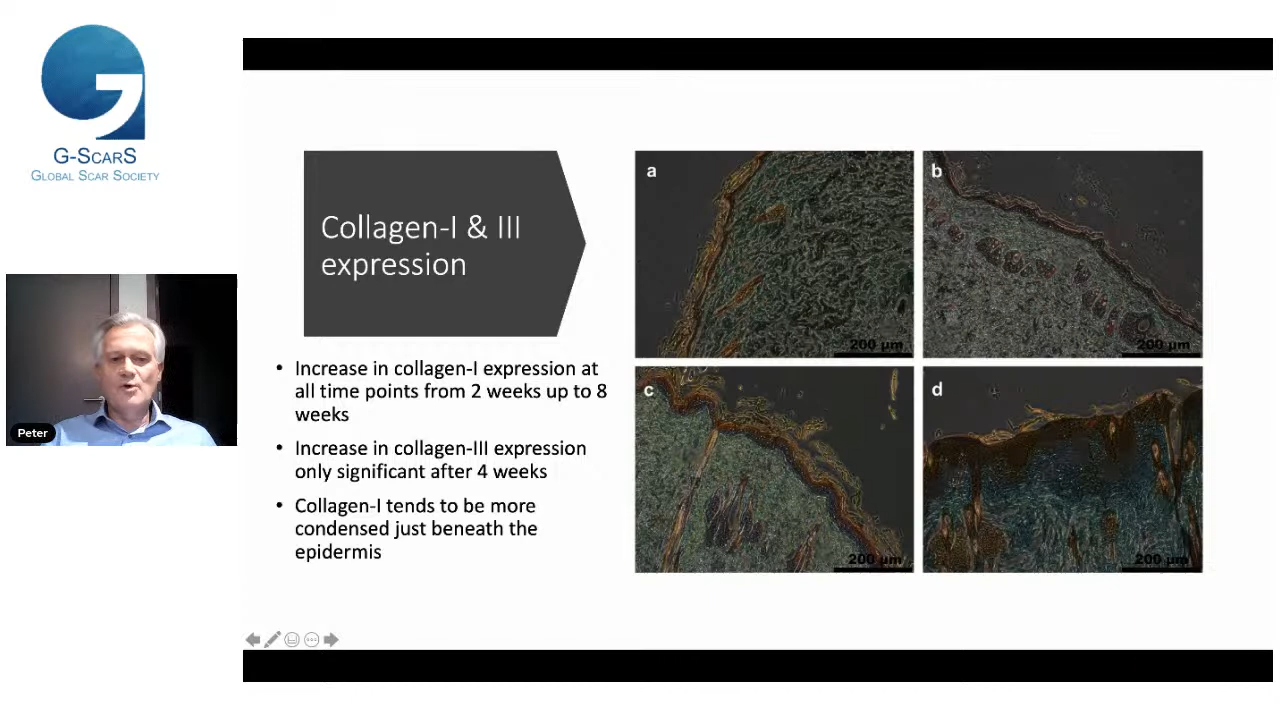 G-ScarS
Global Scar Society
Peter
Collagen-I & III
expression
• Increase in collagen-I expression at
all time points from 2 weeks up to 8
weeks
• Increase in collagen-III expression
only significant after 4 weeks
• Collagen-I tends to be more
condensed just beneath the
epidermis
a
200 µm
b
200 µm
c
200 µm
d
200 µm